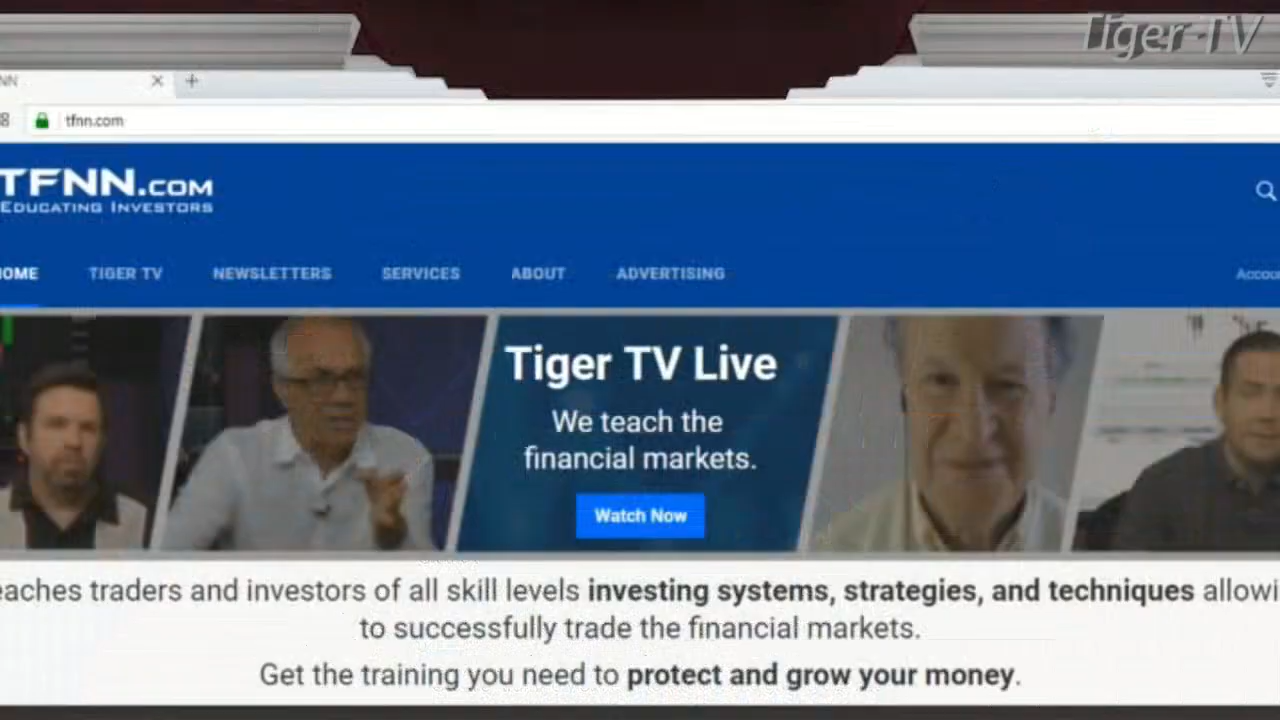 Tiger-TV
NN
tfnn.com
TFNN.COM
EDUCATING INVESTORS
HOME
TIGER TV
NEWSLETTERS
SERVICES
ABOUT
ADVERTISING
Accou
Tiger TV Live
We teach the
financial markets.
Watch Now
eaches traders and investors of all skill levels investing systems, strategies, and techniques allowi
to successfully trade the financial markets.
Get the training you need to protect and grow your money.